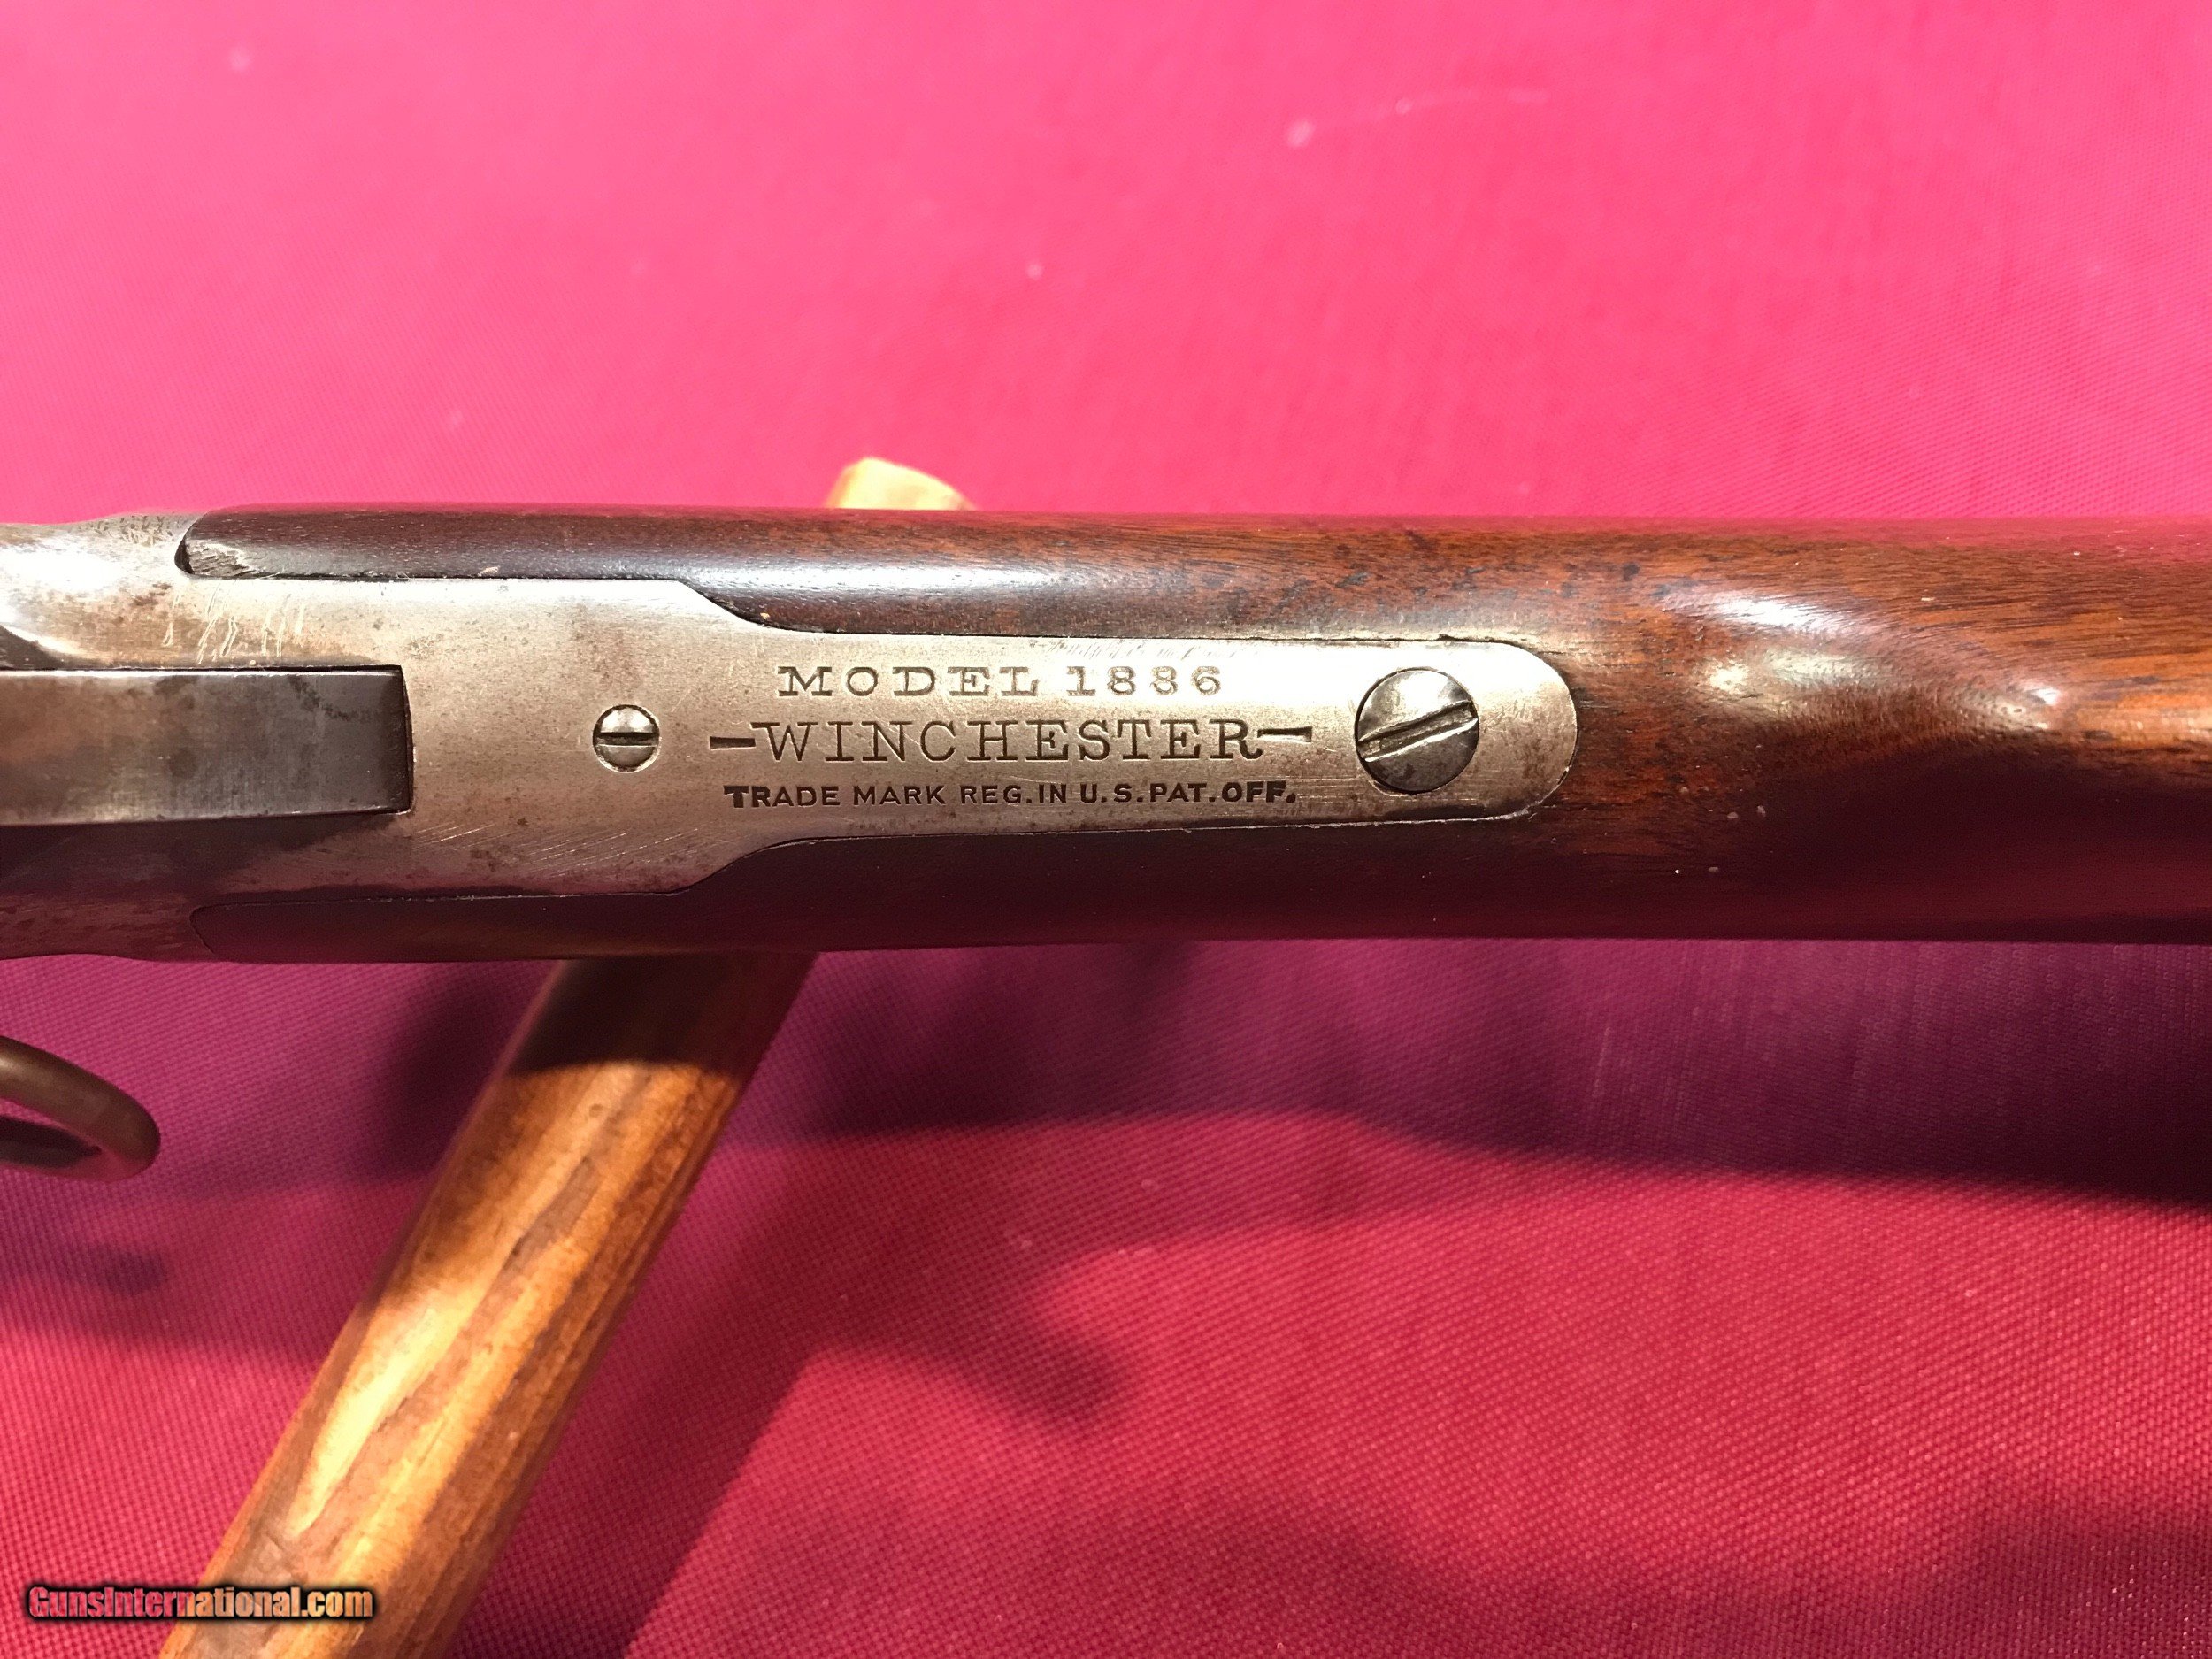 MODEL 1886
WINCHESTER
TRADE MARK REG. IN U.S. PAT. OFF.
GunsInternational.com